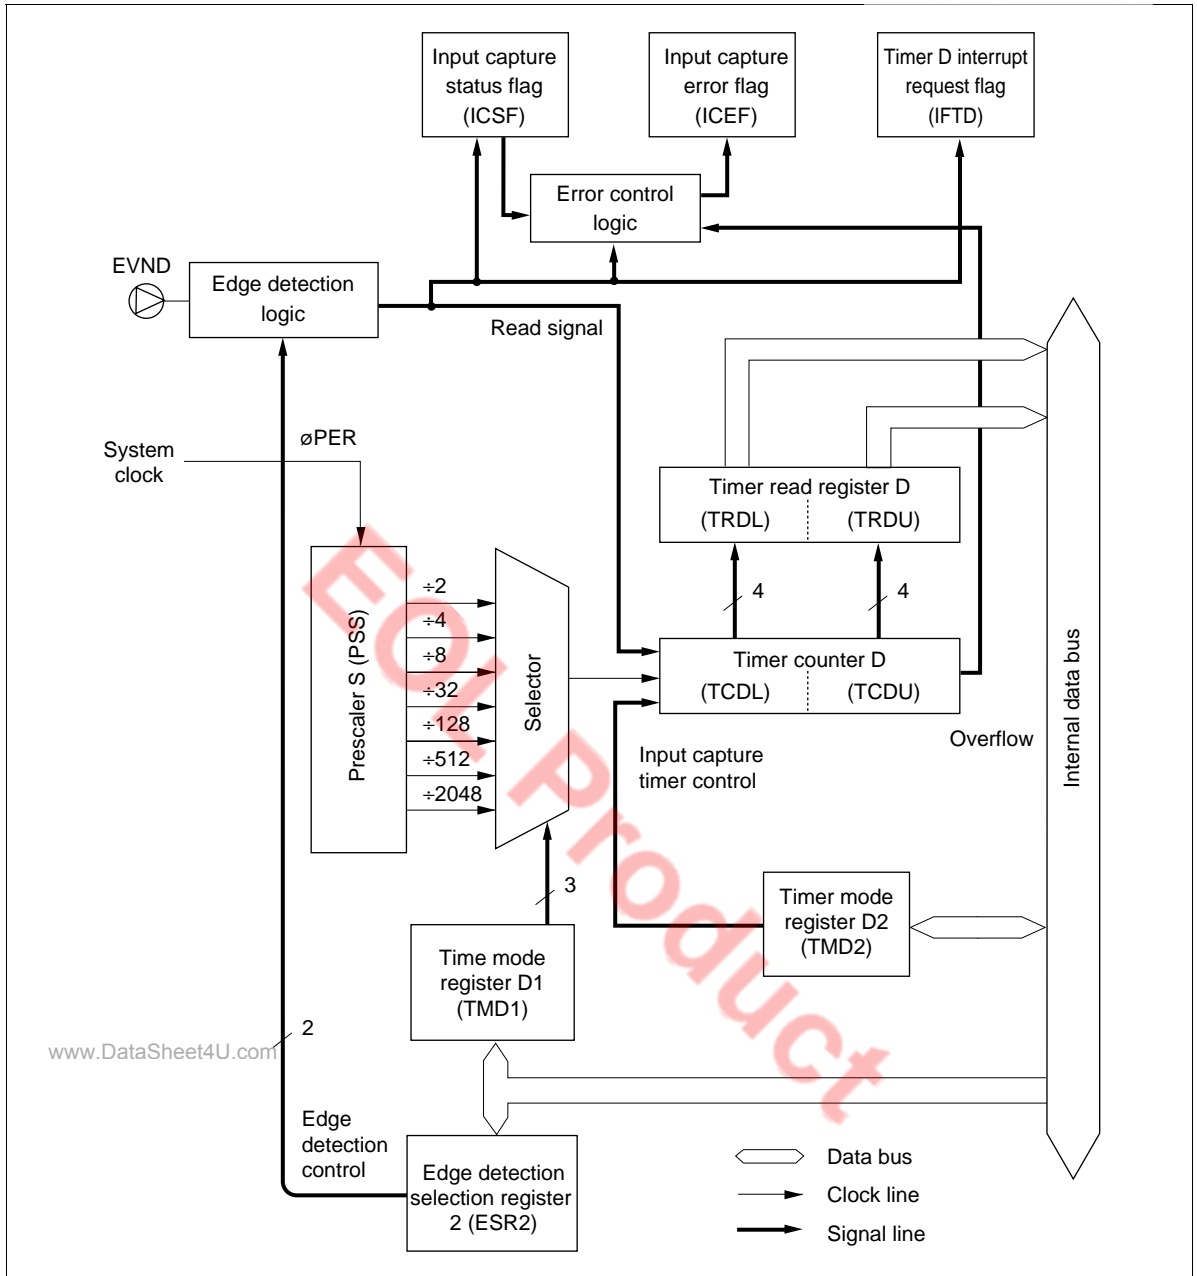 Input capture
status flag
(ICSF)
Input capture
error flag
(ICEF)
Timer D interrupt
request flag
(IFTD)
Error control
logic
EVND
Edge detection
logic
Read signal
System
clock
øPER
Timer read register D
(TRDL)
(TRDU)
4
4
Prescaler S (PSS)
÷2
÷4
÷8
÷32
÷128
÷512
÷2048
Selector
Timer counter D
(TCDL)
(TCDU)
Input capture
timer control
Overflow
Internal data bus
3
Timer mode
register D2
(TMD2)
Time mode
register D1
(TMD1)
2
www.DataSheet4U.com
Edge
detection
control
Edge detection
selection register
2 (ESR2)
Data bus
Clock line
Signal line
EOL Product